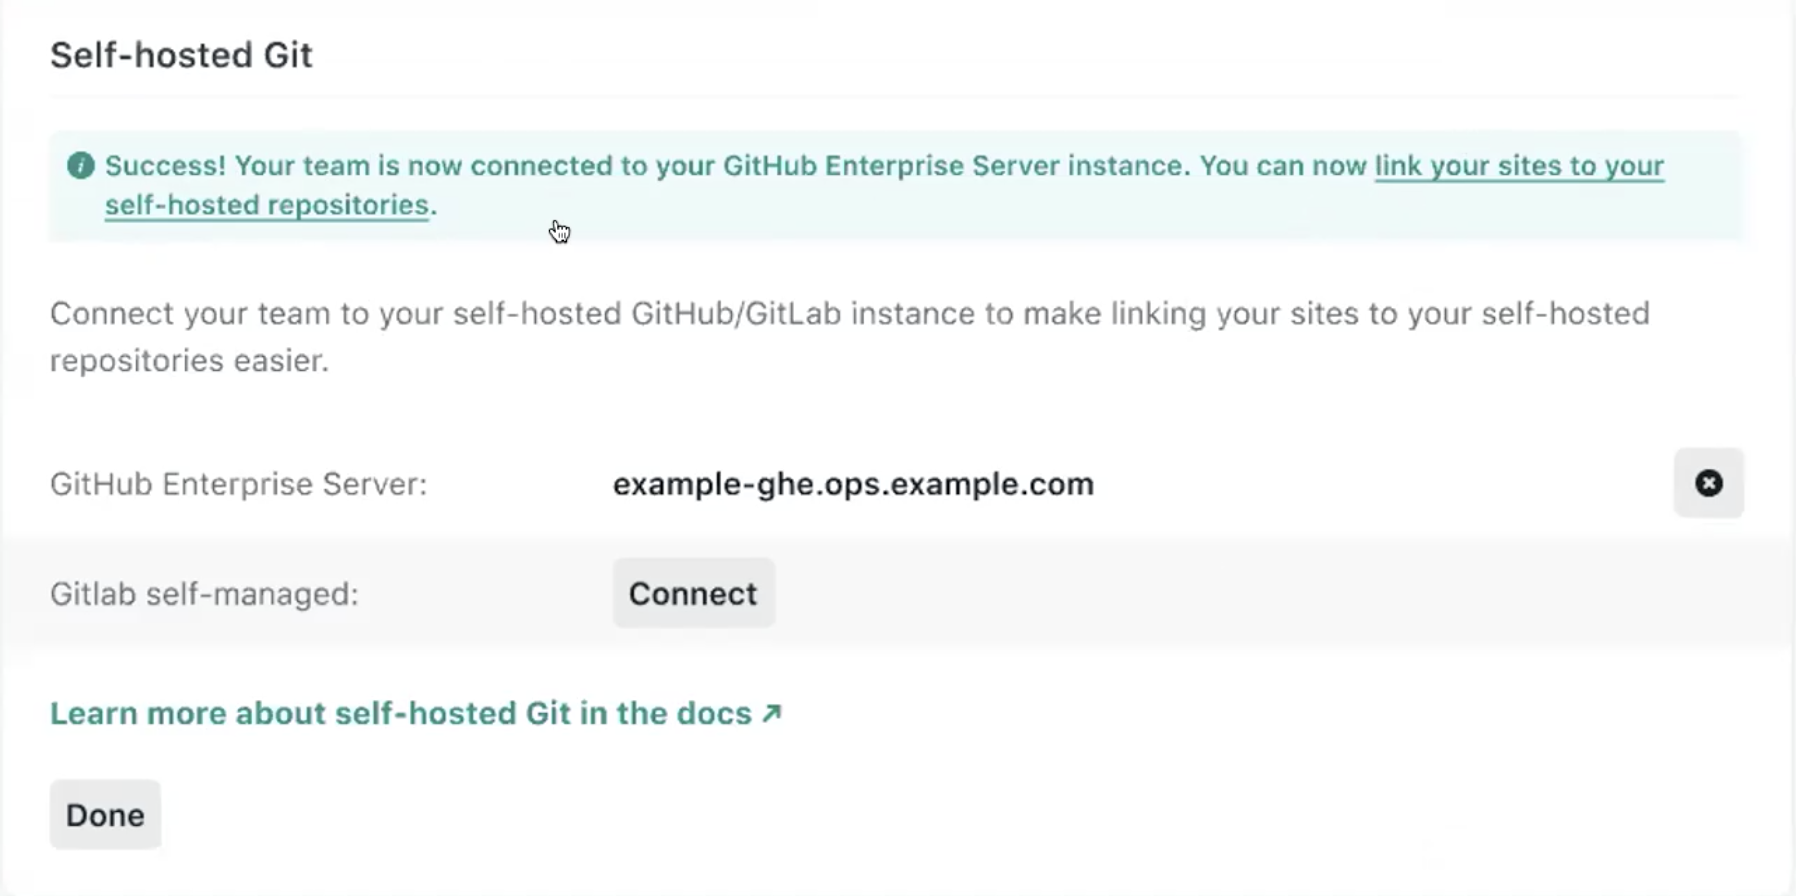 Self-hosted Git
Success! Your team is now connected to your GitHub Enterprise Server instance. You can now link your sites to your
self-hosted repositories.
Connect your team to your self-hosted GitHub/GitLab instance to make linking your sites to your self-hosted
repositories easier.
GitHub Enterprise Server: example-ghe.ops.example.com
Gitlab self-managed: Connect
Learn more about self-hosted Git in the docs ↗
Done